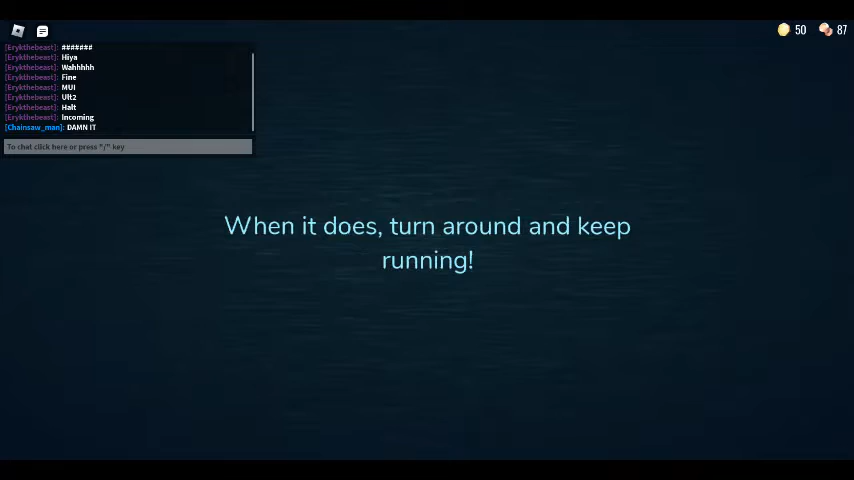 50 87
[Erykthebeast]: #######
[Erykthebeast]: Hiya
[Erykthebeast]: Wahhhhh
[Erykthebeast]: Fine
[Erykthebeast]: MUI
[Erykthebeast]: Ult2
[Erykthebeast]: Halt
[Erykthebeast]: Incoming
[Chainsaw_man]: DAMN IT
To chat click here or press "/" key
When it does, turn around and keep
running!